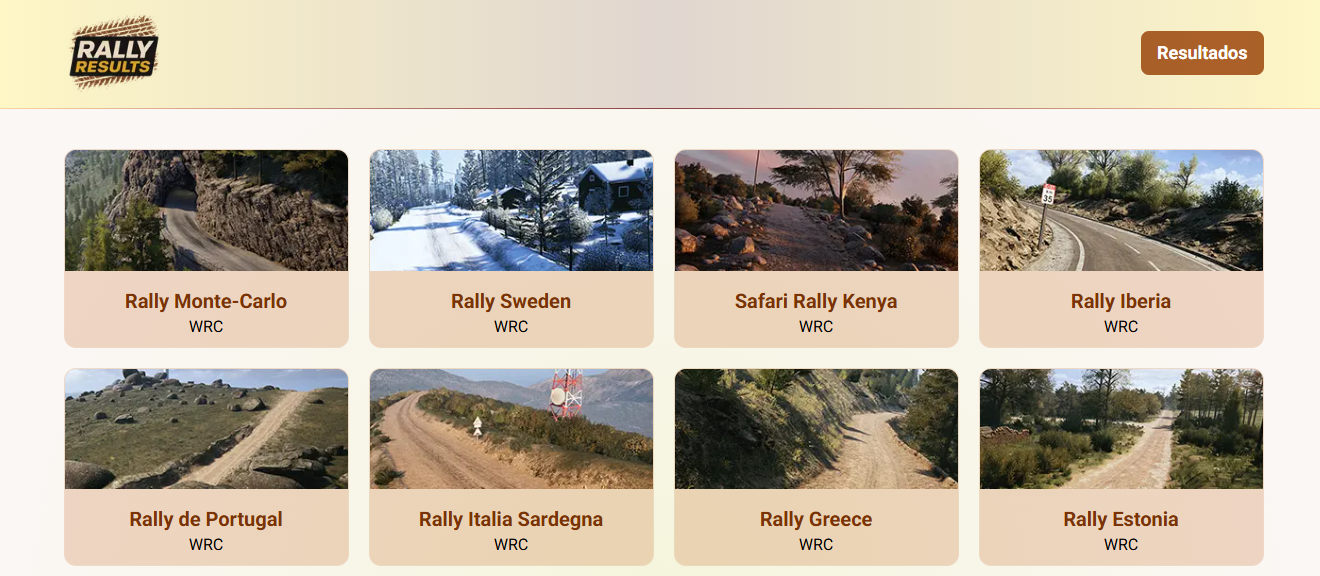 RALLY
RESULTS
Resultados
35
Rally Monte-Carlo
WRC
Rally Sweden
WRC
Safari Rally Kenya
WRC
Rally Iberia
WRC
Rally de Portugal
WRC
Rally Italia Sardegna
WRC
Rally Greece
WRC
Rally Estonia
WRC